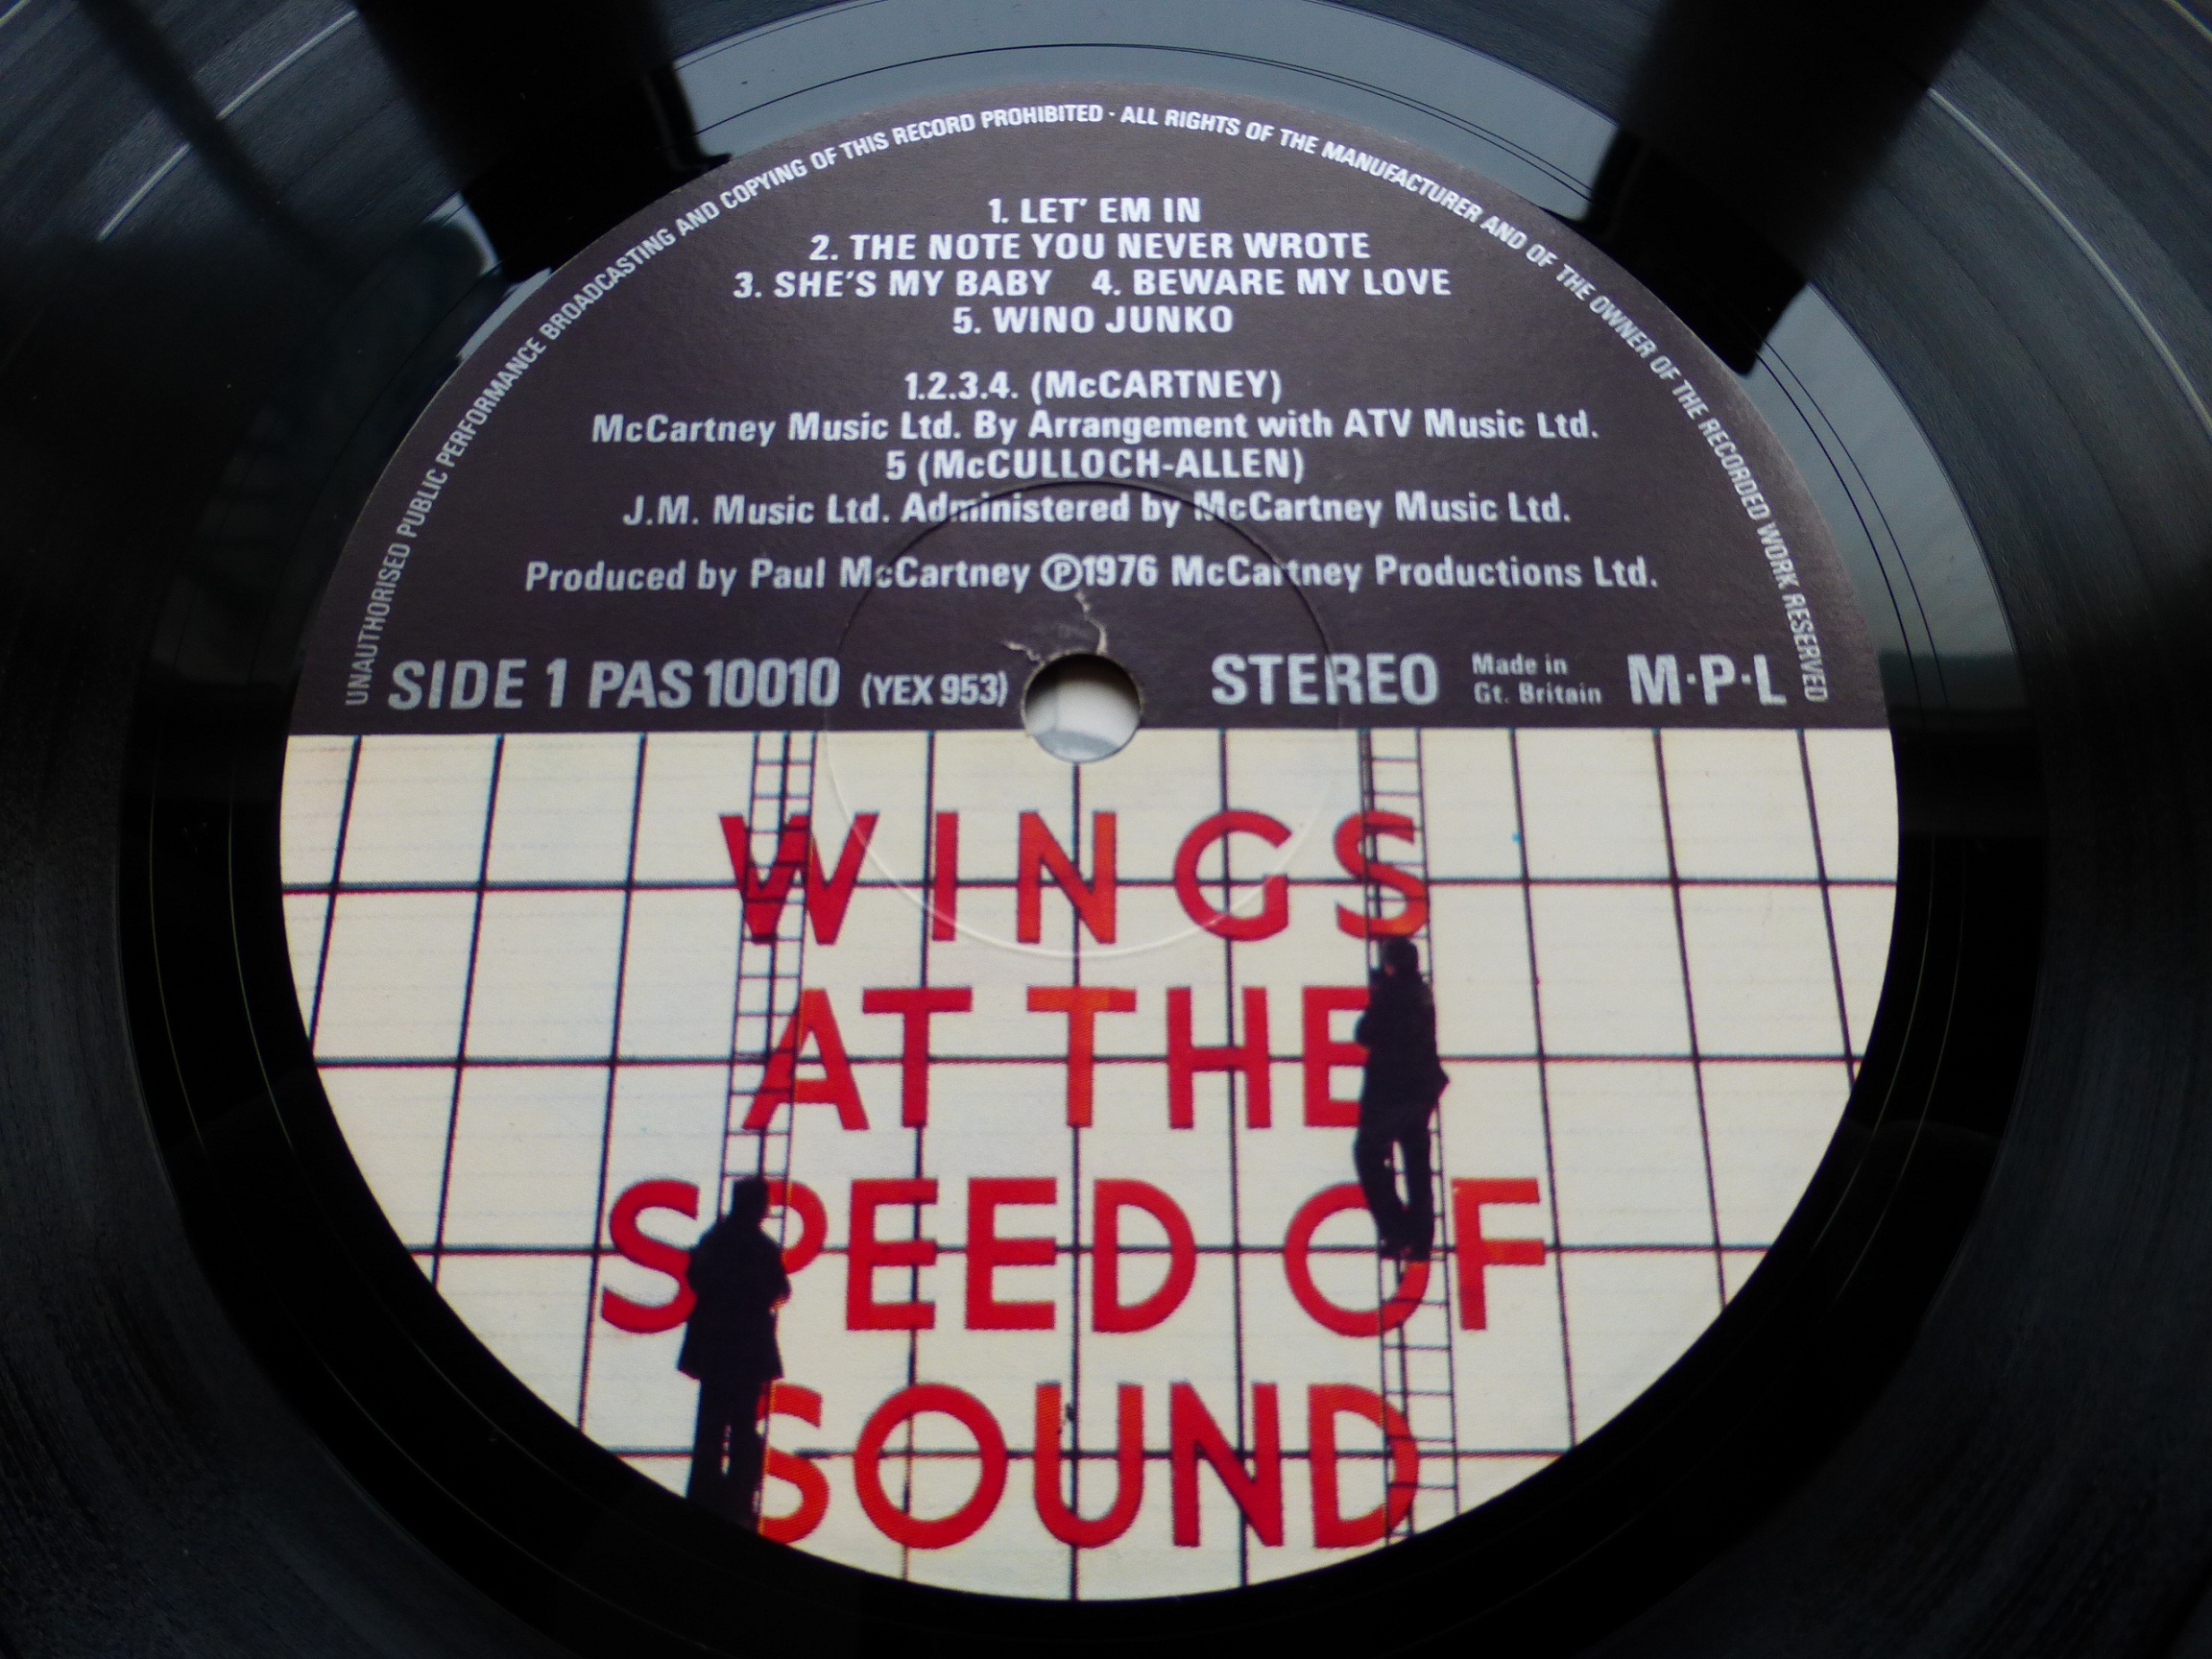 UNAUTHORISED PUBLIC PERFORMANCE BROADCASTING AND COPYING OF THIS RECORD PROHIBITED · ALL RIGHTS OF THE MANUFACTURER AND OF THE OWNER OF THE RECORDED WORK RESERVED
1. LET' EM IN
2. THE NOTE YOU NEVER WROTE
3. SHE'S MY BABY 4. BEWARE MY LOVE
5. WINO JUNKO
1.2.3.4. (McCARTNEY)
McCartney Music Ltd. By Arrangement with ATV Music Ltd.
5 (McCULLOCH-ALLEN)
J.M. Music Ltd. Administered by McCartney Music Ltd.
Produced by Paul McCartney ℗1976 McCartney Productions Ltd.
SIDE 1 PAS 10010 (YEX 953) STEREO Made in Gt. Britain M·P·L
WINGS
AT THE
SPEED OF
SOUND